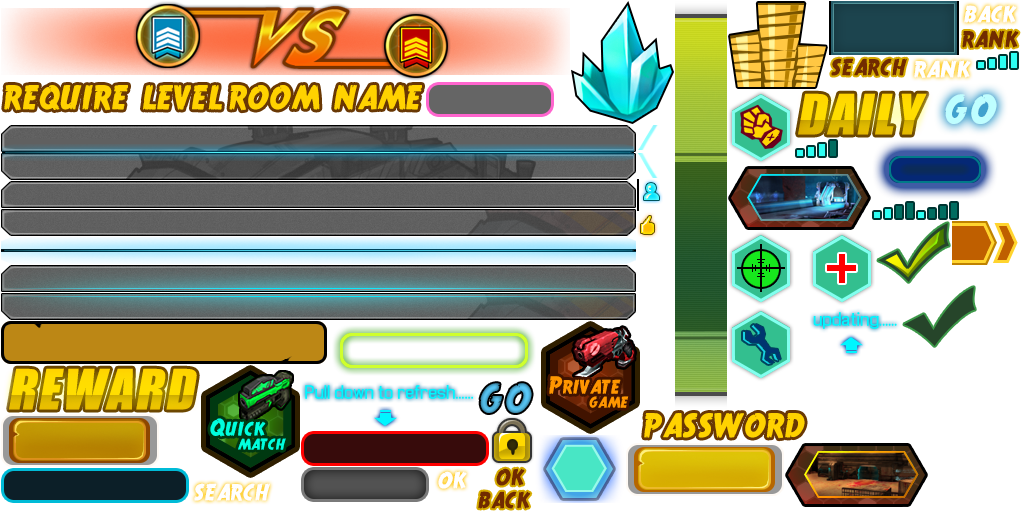 VS
BACK
RANK
SEARCH RANK
REQUIRE LEVEL ROOM NAME
DAILY GO
updating......
REWARD
Pull down to refresh......
GO
PRIVATE
GAME
QUICK
MATCH
PASSWORD
SEARCH
OK
OK
BACK